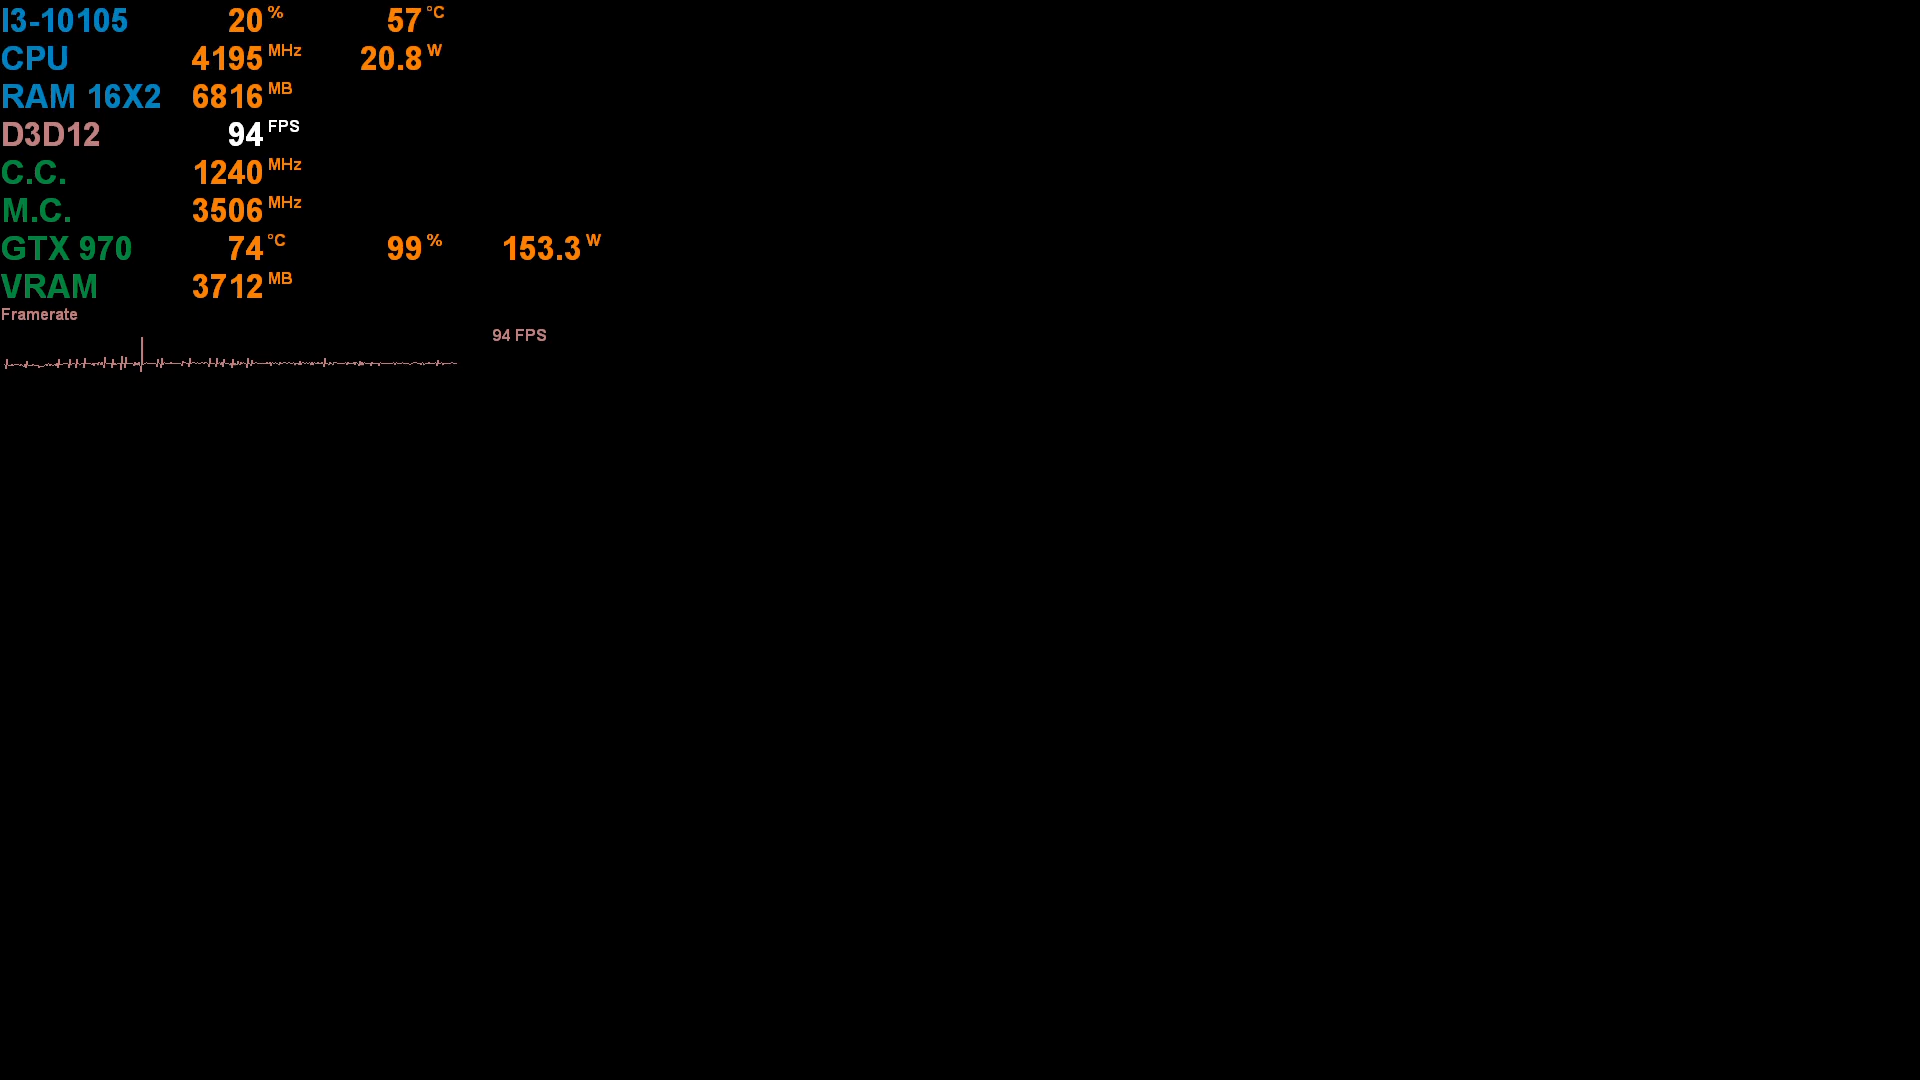 I3-10105 20 % 57 °C
CPU 4195 MHz 20.8 W
RAM 16X2 6816 MB
D3D12 94 FPS
C.C. 1240 MHz
M.C. 3506 MHz
GTX 970 74 °C 99 % 153.3 W
VRAM 3712 MB
Framerate
94 FPS